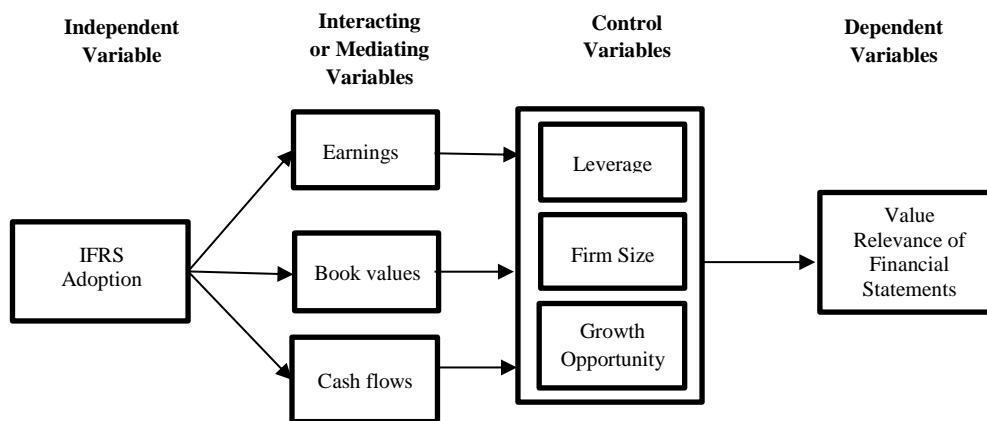 Independent
Variable
Interacting
or Mediating
Variables
Control
Variables
Dependent
Variables
IFRS
Adoption
Earnings
Book values
Cash flows
Leverage
Firm Size
Growth
Opportunity
Value
Relevance of
Financial
Statements